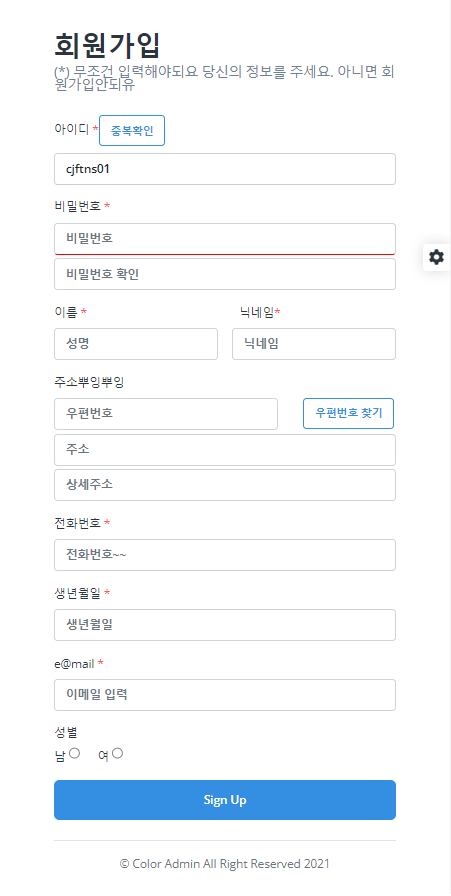 회원가입
(*) 무조건 입력해야되요 당신의 정보를 주세요. 아니면 회
원가입안되유
아이디 * 중복확인
cjftns01
비밀번호 *
비밀번호
비밀번호 확인
이름 * 닉네임*
성명 닉네임
주소뿌잉뿌잉
우편번호 우편번호 찾기
주소
상세주소
전화번호 *
전화번호~~
생년월일 *
생년월일
e@mail *
이메일 입력
성별
남 여
Sign Up
© Color Admin All Right Reserved 2021